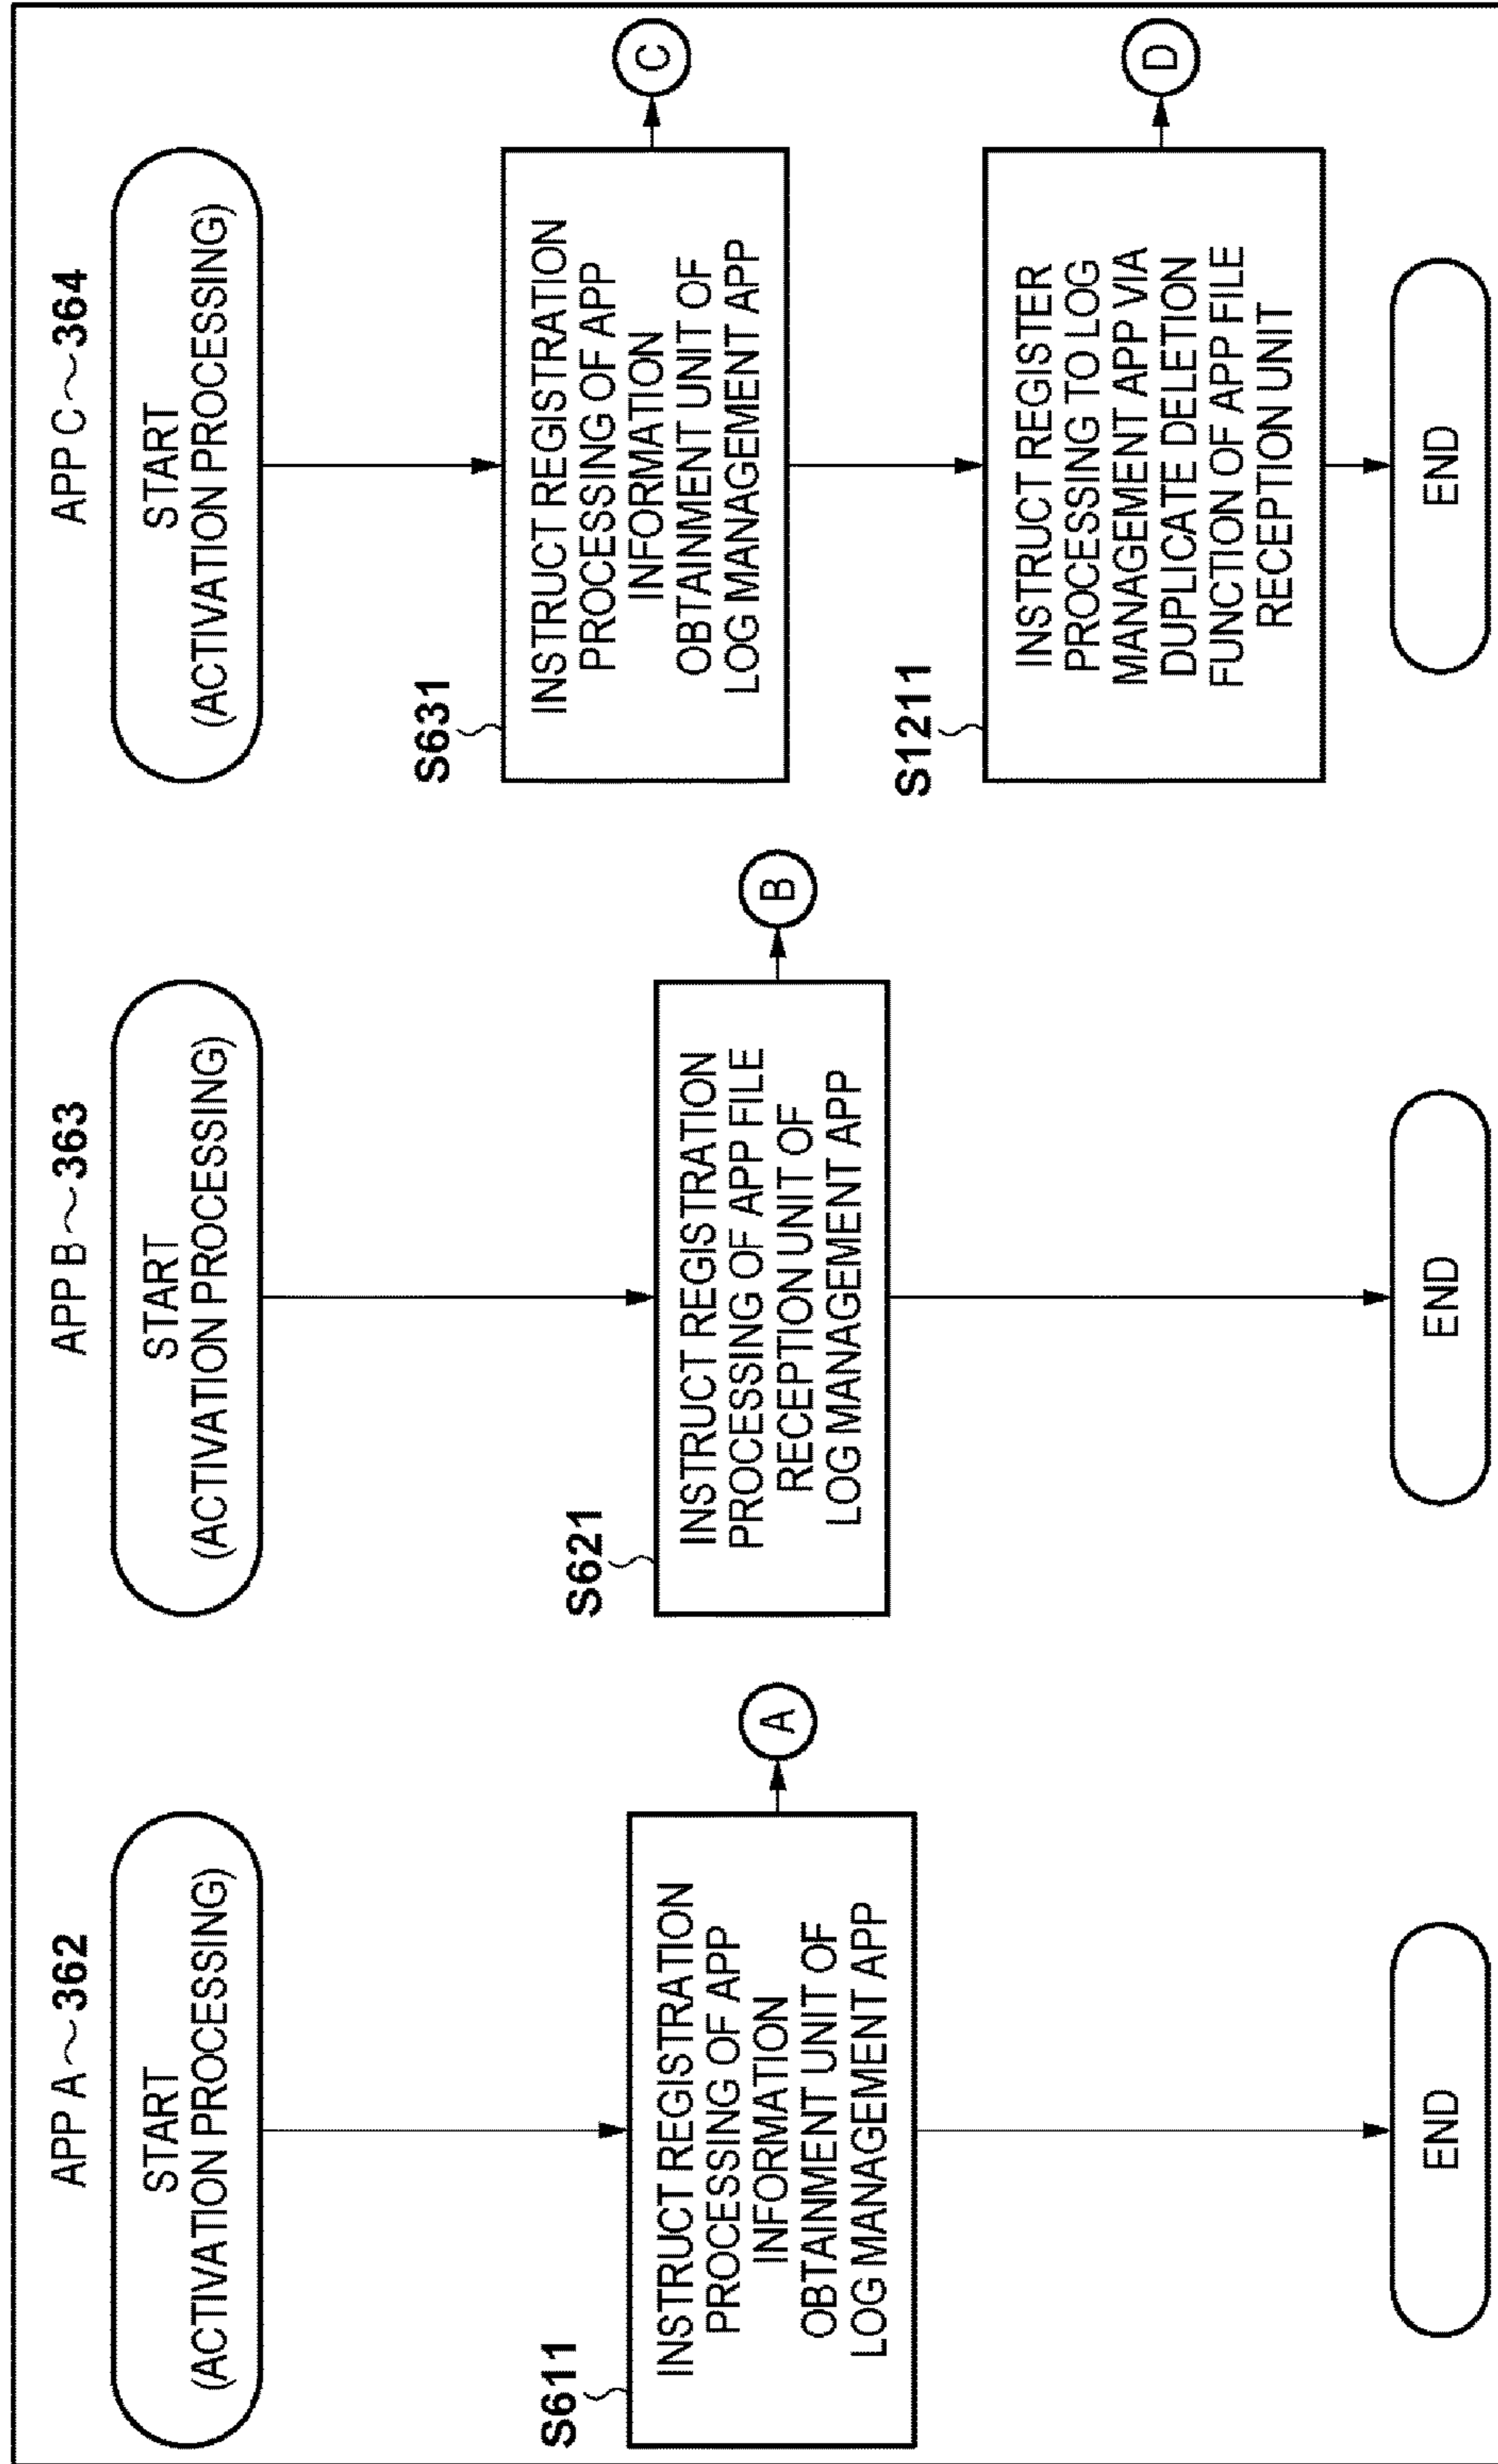 APP A～362
START
(ACTIVATION PROCESSING)
S611
INSTRUCT REGISTRATION
PROCESSING OF APP
INFORMATION
OBTAINMENT UNIT OF
LOG MANAGEMENT APP
A
END
APP B～363
START
(ACTIVATION PROCESSING)
S621
INSTRUCT REGISTRATION
PROCESSING OF APP FILE
RECEPTION UNIT OF
LOG MANAGEMENT APP
B
END
APP C～364
START
(ACTIVATION PROCESSING)
S631
INSTRUCT REGISTRATION
PROCESSING OF APP
INFORMATION
OBTAINMENT UNIT OF
LOG MANAGEMENT APP
C
S1211
INSTRUCT REGISTER
PROCESSING TO LOG
MANAGEMENT APP VIA
DUPLICATE DELETION
FUNCTION OF APP FILE
RECEPTION UNIT
D
END